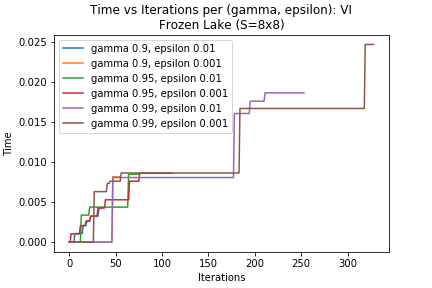 Time vs Iterations per (gamma, epsilon): VI
Frozen Lake (S=8x8)
0.025
0.020
0.015
0.010
0.005
0.000
Time
gamma 0.9, epsilon 0.01
gamma 0.9, epsilon 0.001
gamma 0.95, epsilon 0.01
gamma 0.95, epsilon 0.001
gamma 0.99, epsilon 0.01
gamma 0.99, epsilon 0.001
0 50 100 150 200 250 300
Iterations